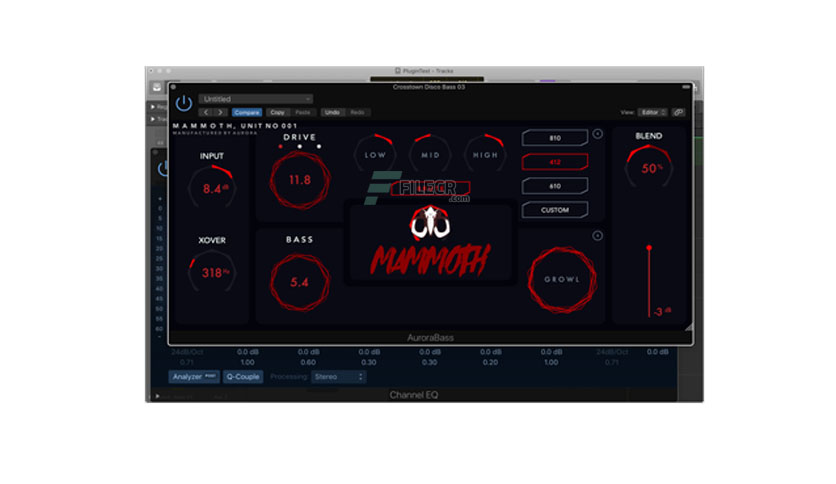 PluginTest - Tracks
Crosstown Disco Bass 03
Untitled
Compare Copy Paste Undo Redo
View: Editor
MAMMOTH, UNIT NO 001
MANUFACTURED BY AURORA
INPUT
8.4 dB
DRIVE
11.8
LOW MID HIGH
810
412
610
CUSTOM
BLEND
50 %
FILECR
.com
XOVER
318 Hz
BASS
5.4
MAMMOTH
GROWL
-3 dB
AuroraBass
0
5
10
15
20
25
30
35
40
45
50
55
60
24dB/Oct 0.0 dB 0.0 dB 0.0 dB 0.0 dB 0.0 dB 0.0 dB 24dB/Oct 0.0 dB
0.71 1.00 0.60 0.30 0.30 0.20 1.00 0.71
Analyzer POST Q-Couple Processing: Stereo
Channel EQ